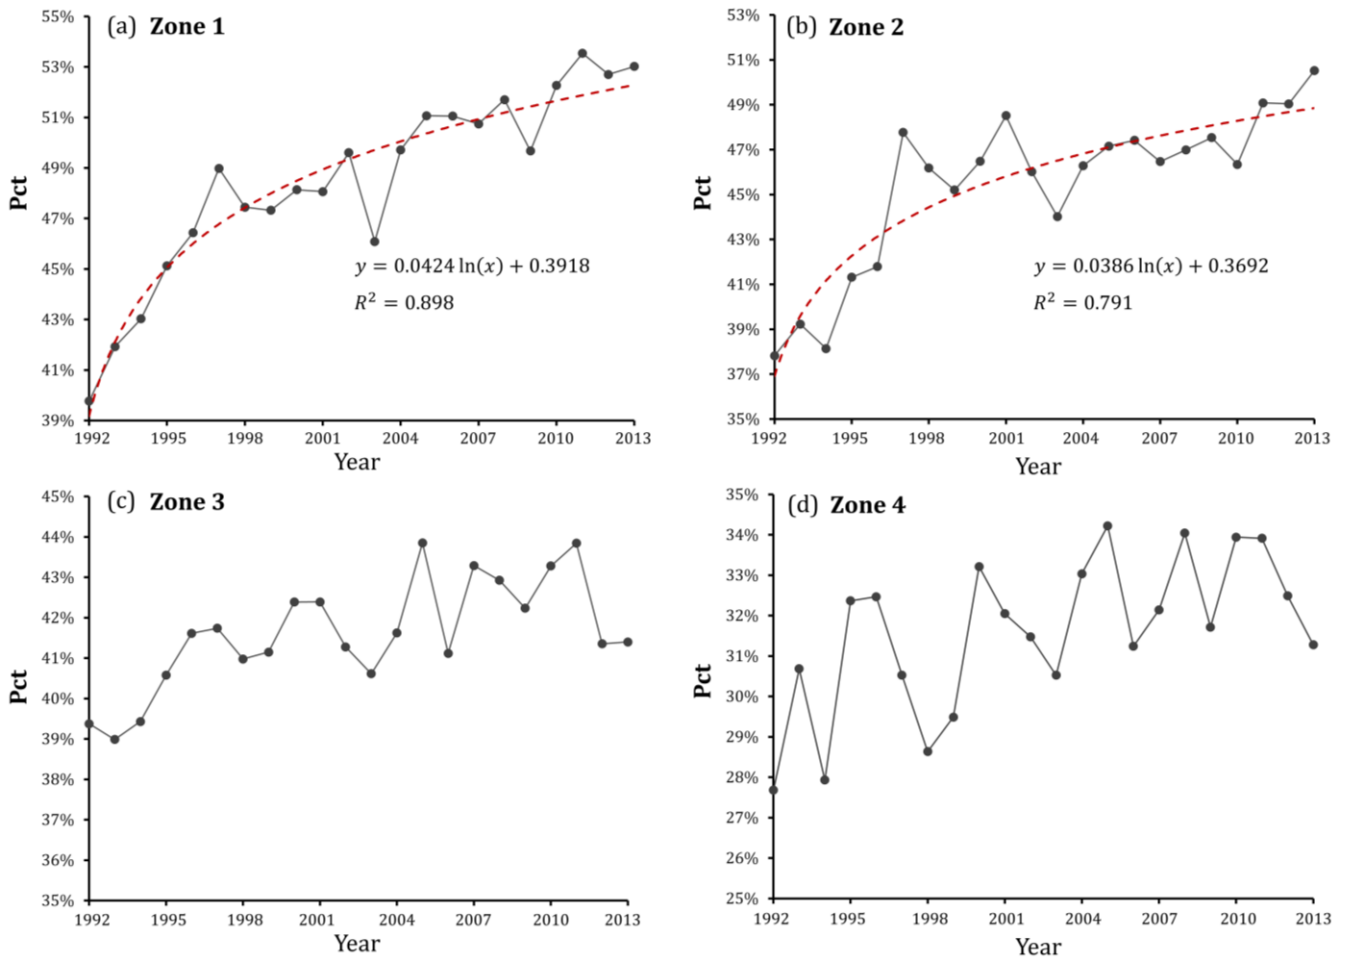 (a) Zone 1
55%
53%
51%
49%
47%
45%
43%
41%
39%
Pct
y = 0.0424 ln(x) + 0.3918
R² = 0.898
1992 1995 1998 2001 2004 2007 2010 2013
Year
(b) Zone 2
53%
51%
49%
47%
45%
43%
41%
39%
37%
35%
Pct
y = 0.0386 ln(x) + 0.3692
R² = 0.791
1992 1995 1998 2001 2004 2007 2010 2013
Year
(c) Zone 3
45%
44%
43%
42%
41%
40%
39%
38%
37%
36%
35%
Pct
1992 1995 1998 2001 2004 2007 2010 2013
Year
(d) Zone 4
35%
34%
33%
32%
31%
30%
29%
28%
27%
26%
25%
Pct
1992 1995 1998 2001 2004 2007 2010 2013
Year